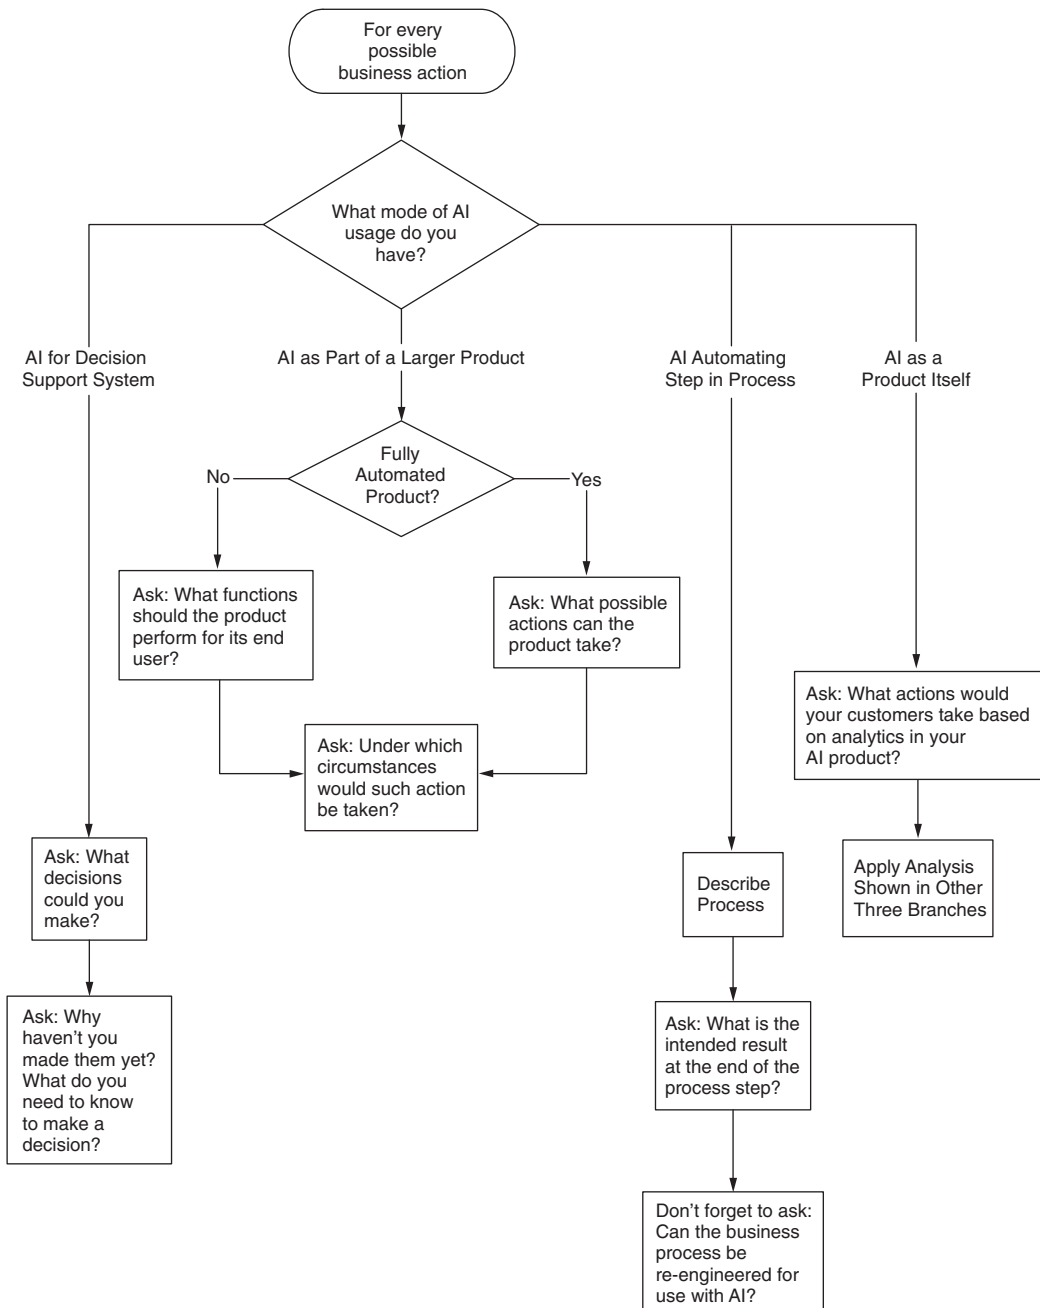 For every
possible
business action
What mode of AI
usage do you
have?
AI for Decision
Support System
AI as Part of a Larger Product
AI Automating
Step in Process
AI as a
Product Itself
Fully
Automated
Product?
No
Yes
Ask: What functions
should the product
perform for its end
user?
Ask: What possible
actions can the
product take?
Ask: Under which
circumstances
would such action
be taken?
Ask: What actions would
your customers take based
on analytics in your
AI product?
Ask: What
decisions
could you
make?
Describe
Process
Apply Analysis
Shown in Other
Three Branches
Ask: Why
haven’t you
made them yet?
What do you
need to know
to make a
decision?
Ask: What is the
intended result
at the end of the
process step?
Don’t forget to ask:
Can the business
process be
re-engineered for
use with AI?